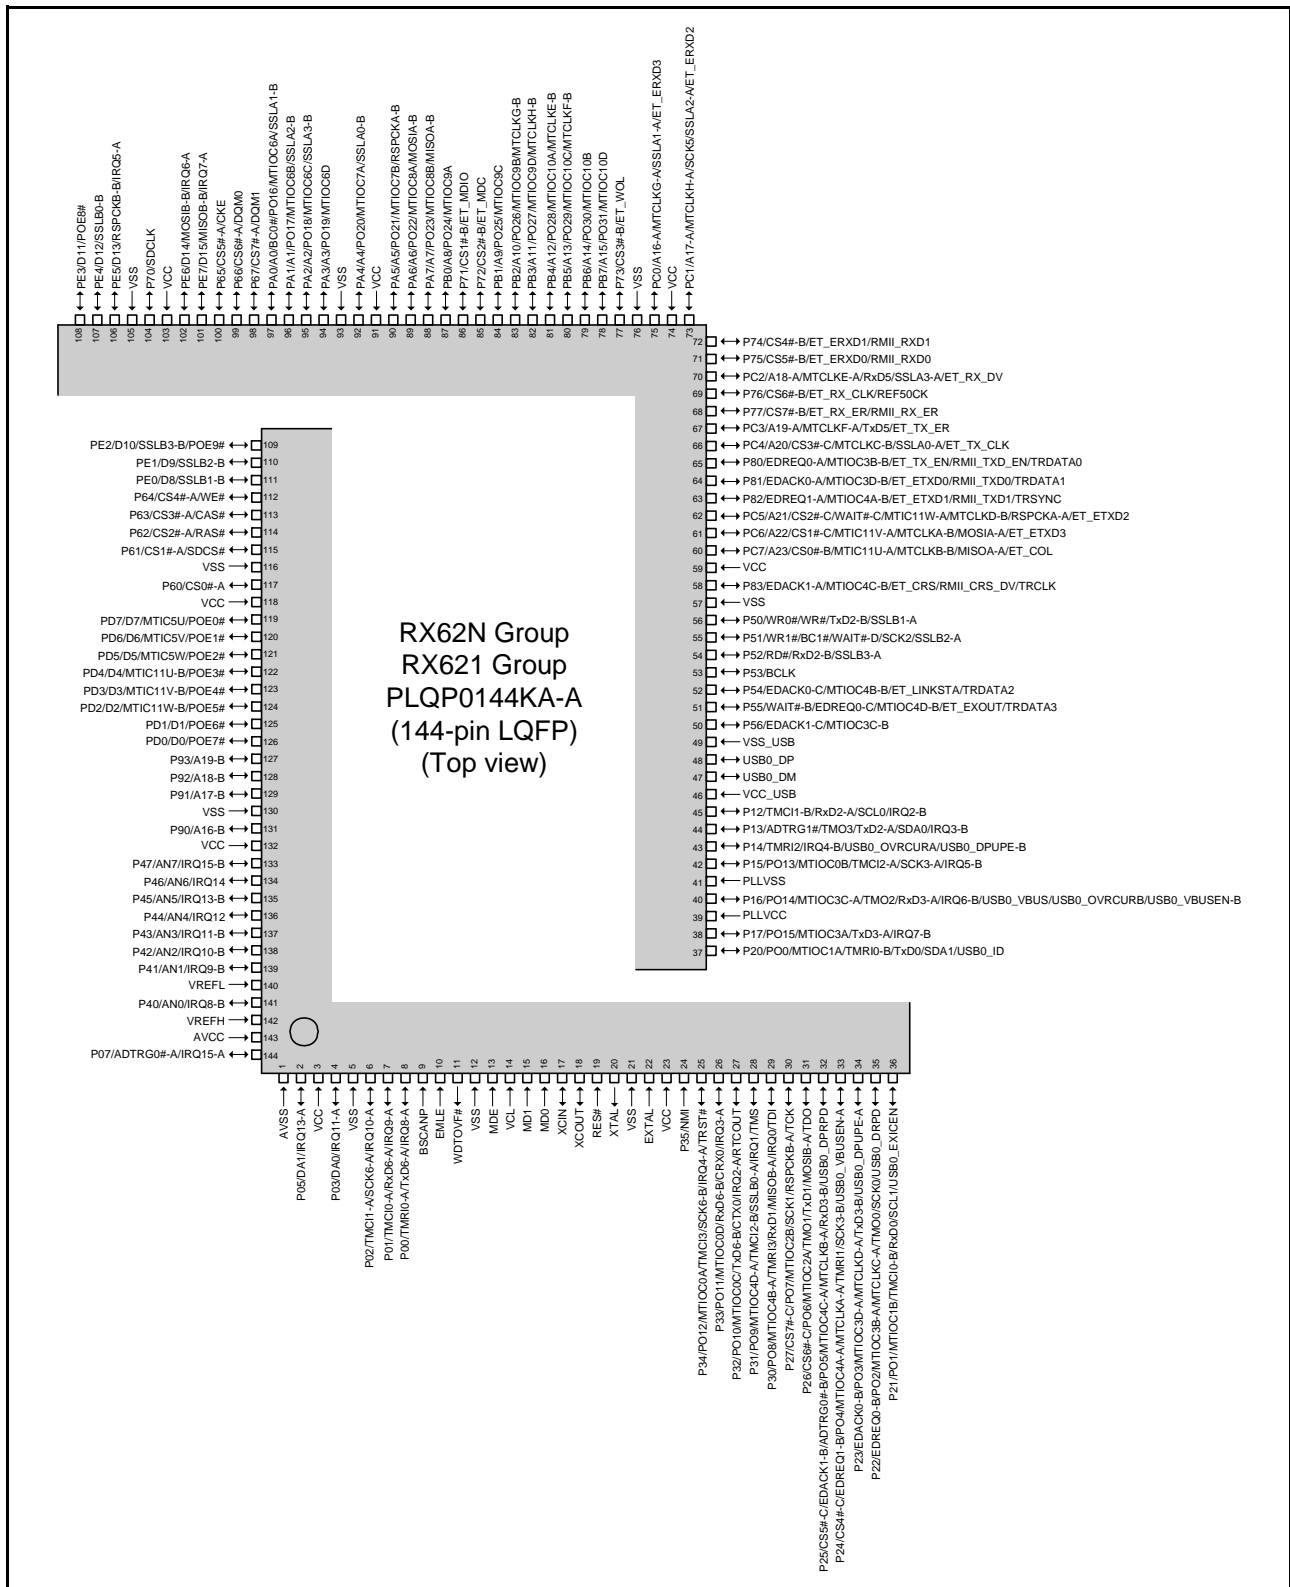 PE3/D11/POE8#
PE4/D12/SSLB0-B
PE5/D13/RSPCKB-B/IRQ5-A
VSS
P70/SDCLK
VCC
PE6/D14/MOSIB-B/IRQ6-A
PE7/D15/MISOB-B/IRQ7-A
P65/CS5#-A/CKE
P66/CS6#-A/DQM0
P67/CS7#-A/DQM1
PA0/A0/BC0#/PO16/MTIOC6A/SSLA1-B
PA1/A1/PO17/MTIOC6B/SSLA2-B
PA2/A2/PO18/MTIOC6C/SSLA3-B
PA3/A3/PO19/MTIOC6D
VSS
PA4/A4/PO20/MTIOC7A/SSLA0-B
VCC
PA5/A5/PO21/MTIOC7B/RSPCKA-B
PA6/A6/PO22/MTIOC8A/MOSIA-B
PA7/A7/PO23/MTIOC8B/MISOA-B
PB0/A8/PO24/MTIOC9A
P71/CS1#-B/ET_MDIO
P72/CS2#-B/ET_MDC
PB1/A9/PO25/MTIOC9C
PB2/A10/PO26/MTIOC9B/MTCLKG-B
PB3/A11/PO27/MTIOC9D/MTCLKH-B
PB4/A12/PO28/MTIOC10A/MTCLKE-B
PB5/A13/PO29/MTIOC10C/MTCLKF-B
PB6/A14/PO30/MTIOC10B
PB7/A15/PO31/MTIOC10D
P73/CS3#-B/ET_WOL
VSS
PC0/A16-A/MTCLKG-A/SSLA1-A/ET_ERXD3
VCC
PC1/A17-A/MTCLKH-A/SCK5/SSLA2-A/ET_ERXD2
108
107
106
105
104
103
102
101
100
99
98
97
96
95
94
93
92
91
90
89
88
87
86
85
84
83
82
81
80
79
78
77
76
75
74
73
72 P74/CS4#-B/ET_ERXD1/RMII_RXD1
71 P75/CS5#-B/ET_ERXD0/RMII_RXD0
70 PC2/A18-A/MTCLKE-A/RxD5/SSLA3-A/ET_RX_DV
69 P76/CS6#-B/ET_RX_CLK/REF50CK
68 P77/CS7#-B/ET_RX_ER/RMII_RX_ER
67 PC3/A19-A/MTCLKF-A/TxD5/ET_TX_ER
66 PC4/A20/CS3#-C/MTCLKC-B/SSLA0-A/ET_TX_CLK
65 P80/EDREQ0-A/MTIOC3B-B/ET_TX_EN/RMII_TXD_EN/TRDATA0
64 P81/EDACK0-A/MTIOC3D-B/ET_ETXD0/RMII_TXD0/TRDATA1
63 P82/EDREQ1-A/MTIOC4A-B/ET_ETXD1/RMII_TXD1/TRSYNC
62 PC5/A21/CS2#-C/WAIT#-C/MTIC11W-A/MTCLKD-B/RSPCKA-A/ET_ETXD2
61 PC6/A22/CS1#-C/MTIC11V-A/MTCLKA-B/MOSIA-A/ET_ETXD3
60 PC7/A23/CS0#-B/MTIC11U-A/MTCLKB-B/MISOA-A/ET_COL
59 VCC
58 P83/EDACK1-A/MTIOC4C-B/ET_CRS/RMII_CRS_DV/TRCLK
57 VSS
56 P50/WR0#/WR#/TxD2-B/SSLB1-A
55 P51/WR1#/BC1#/WAIT#-D/SCK2/SSLB2-A
54 P52/RD#/RxD2-B/SSLB3-A
53 P53/BCLK
52 P54/EDACK0-C/MTIOC4B-B/ET_LINKSTA/TRDATA2
51 P55/WAIT#-B/EDREQ0-C/MTIOC4D-B/ET_EXOUT/TRDATA3
50 P56/EDACK1-C/MTIOC3C-B
49 VSS_USB
48 USB0_DP
47 USB0_DM
46 VCC_USB
45 P12/TMCI1-B/RxD2-A/SCL0/IRQ2-B
44 P13/ADTRG1#/TMO3/TxD2-A/SDA0/IRQ3-B
43 P14/TMRI2/IRQ4-B/USB0_OVRCURA/USB0_DPUPE-B
42 P15/PO13/MTIOC0B/TMCI2-A/SCK3-A/IRQ5-B
41 PLLVSS
40 P16/PO14/MTIOC3C-A/TMO2/RxD3-A/IRQ6-B/USB0_VBUS/USB0_OVRCURB/USB0_VBUSEN-B
39 PLLVCC
38 P17/PO15/MTIOC3A/TxD3-A/IRQ7-B
37 P20/PO0/MTIOC1A/TMRI0-B/TxD0/SDA1/USB0_ID
PE2/D10/SSLB3-B/POE9# 109
PE1/D9/SSLB2-B 110
PE0/D8/SSLB1-B 111
P64/CS4#-A/WE# 112
P63/CS3#-A/CAS# 113
P62/CS2#-A/RAS# 114
P61/CS1#-A/SDCS# 115
VSS 116
P60/CS0#-A 117
VCC 118
PD7/D7/MTIC5U/POE0# 119
PD6/D6/MTIC5V/POE1# 120
PD5/D5/MTIC5W/POE2# 121
PD4/D4/MTIC11U-B/POE3# 122
PD3/D3/MTIC11V-B/POE4# 123
PD2/D2/MTIC11W-B/POE5# 124
PD1/D1/POE6# 125
PD0/D0/POE7# 126
P93/A19-B 127
P92/A18-B 128
P91/A17-B 129
VSS 130
P90/A16-B 131
VCC 132
P47/AN7/IRQ15-B 133
P46/AN6/IRQ14 134
P45/AN5/IRQ13-B 135
P44/AN4/IRQ12 136
P43/AN3/IRQ11-B 137
P42/AN2/IRQ10-B 138
P41/AN1/IRQ9-B 139
VREFL 140
P40/AN0/IRQ8-B 141
VREFH 142
AVCC 143
P07/ADTRG0#-A/IRQ15-A 144
RX62N Group
RX621 Group
PLQP0144KA-A
(144-pin LQFP)
(Top view)
1
2
3
4
5
6
7
8
9
10
11
12
13
14
15
16
17
18
19
20
21
22
23
24
25
26
27
28
29
30
31
32
33
34
35
36
AVSS
P05/DA1/IRQ13-A
VCC
P03/DA0/IRQ11-A
VSS
P02/TMCI1-A/SCK6-A/IRQ10-A
P01/TMCI0-A/RxD6-A/IRQ9-A
P00/TMRI0-A/TxD6-A/IRQ8-A
BSCANP
EMLE
WDTOVF#
VSS
MDE
VCL
MD1
MD0
XCIN
XCOUT
RES#
XTAL
VSS
EXTAL
VCC
P35/NMI
P34/PO12/MTIOC0A/TMCI3/SCK6-B/IRQ4-A/TRST#
P33/PO11/MTIOC0D/RxD6-B/CRX0/IRQ3-A
P32/PO10/MTIOC0C/TxD6-B/CTX0/IRQ2-A/RTCOUT
P31/PO9/MTIOC4D-A/TMCI2-B/SSLB0-A/IRQ1/TMS
P30/PO8/MTIOC4B-A/TMRI3/RxD1/MISOB-A/IRQ0/TDI
P27/CS7#-C/PO7/MTIOC2B/SCK1/RSPCKB-A/TCK
P26/CS6#-C/PO6/MTIOC2A/TMO1/TxD1/MOSIB-A/TDO
P25/CS5#-C/EDACK1-B/ADTRG0#-B/PO5/MTIOC4C-A/MTCLKB-A/RxD3-B/USB0_DPRPD
P24/CS4#-C/EDREQ1-B/PO4/MTIOC4A-A/MTCLKA-A/TMRI1/SCK3-B/USB0_VBUSEN-A
P23/EDACK0-B/PO3/MTIOC3D-A/MTCLKD-A/TxD3-B/USB0_DPUPE-A
P22/EDREQ0-B/PO2/MTIOC3B-A/MTCLKC-A/TMO0/SCK0/USB0_DRPD
P21/PO1/MTIOC1B/TMCI0-B/RxD0/SCL1/USB0_EXICEN